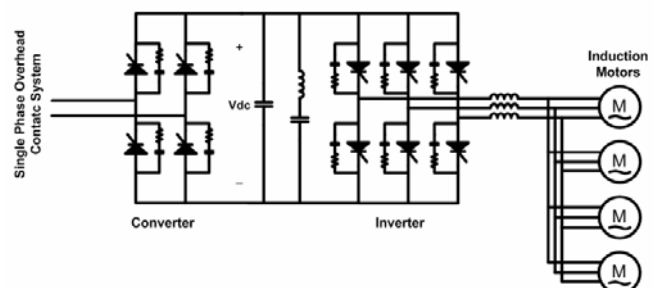 Single Phase Overhead
Contatc System
+
Vdc
−
Converter
Inverter
Induction
Motors
M
M
M
M